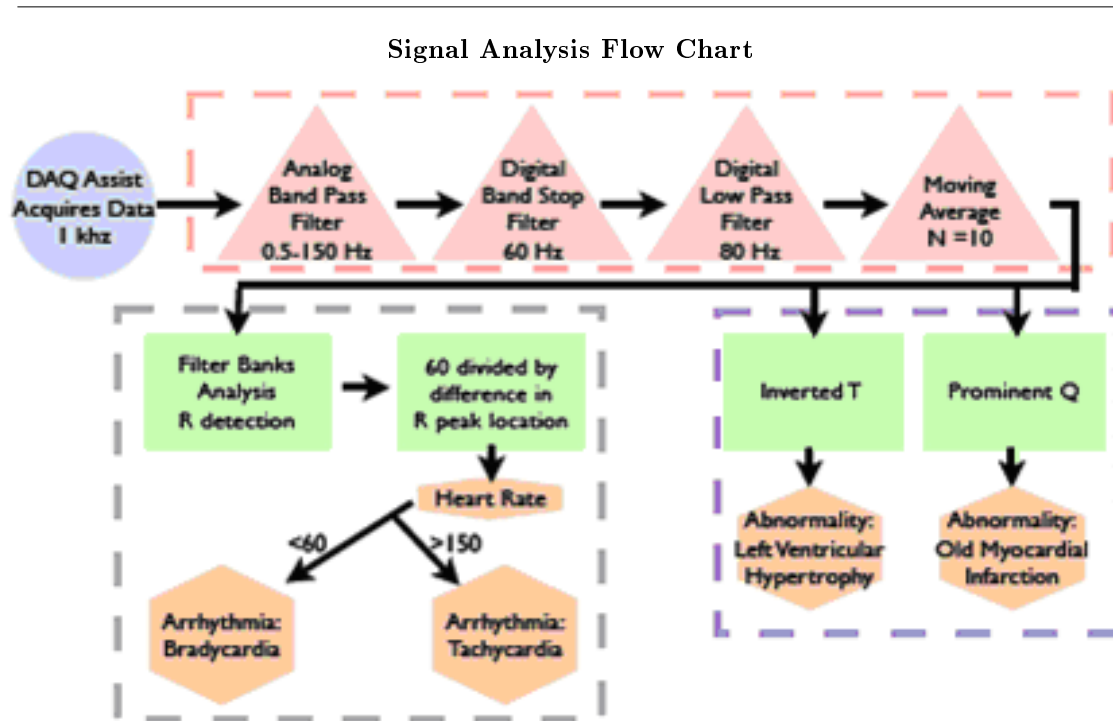 Signal Analysis Flow Chart
DAQ Assist
Acquires Data
1 khz
Analog
Band Pass
Filter
0.5-150 Hz
Digital
Band Stop
Filter
60 Hz
Digital
Low Pass
Filter
80 Hz
Moving
Average
N =10
Filter Banks
Analysis
R detection
60 divided by
difference in
R peak location
Heart Rate
<60
>150
Arrhythmia:
Bradycardia
Arrhythmia:
Tachycardia
Inverted T
Prominent Q
Abnormality:
Left Ventricular
Hypertrophy
Abnormality:
Old Myocardial
Infarction